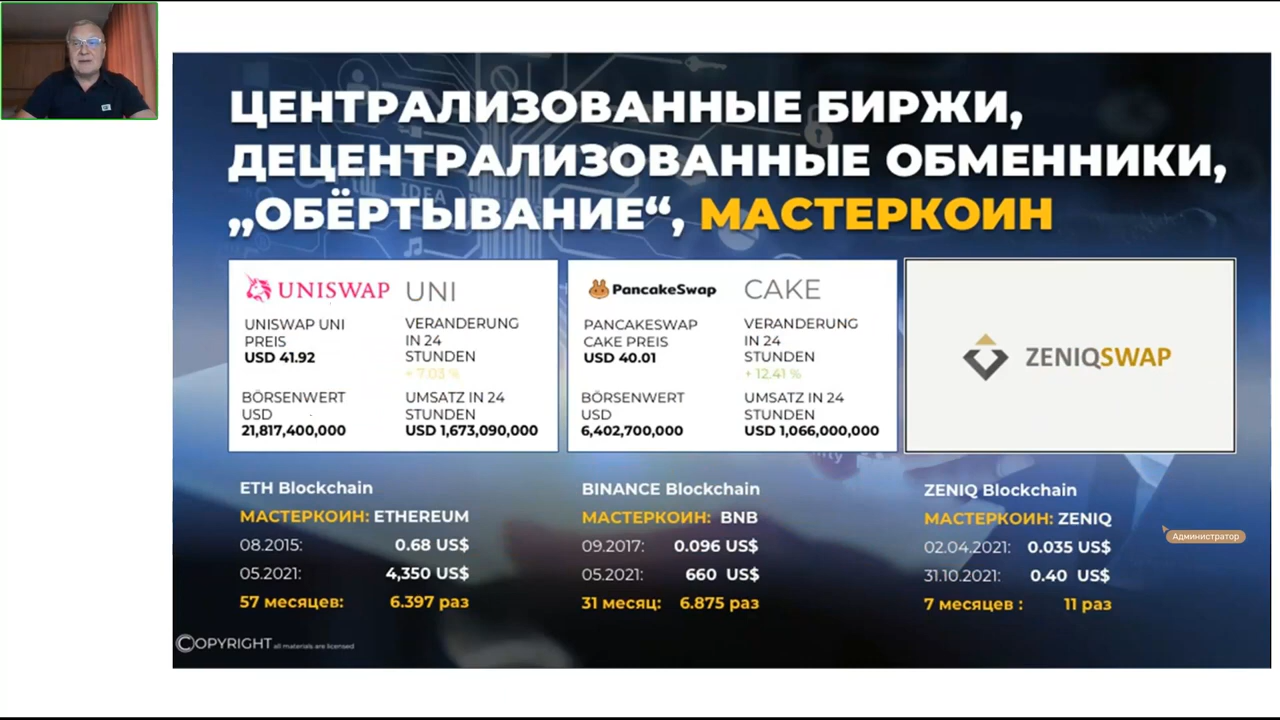 ЦЕНТРАЛИЗОВАННЫЕ БИРЖИ,
ДЕЦЕНТРАЛИЗОВАННЫЕ ОБМЕННИКИ,
„ОБЁРТЫВАНИЕ“, МАСТЕРКОИН
UNISWAP UNI
UNISWAP UNI
PREIS
USD 41.92
VERANDERUNG
IN 24
STUNDEN
+ 7.03 %
BÖRSENWERT
USD
21,817,400,000
UMSATZ IN 24
STUNDEN
USD 1,673,090,000
PancakeSwap CAKE
PANCAKESWAP
CAKE PREIS
USD 40.01
VERANDERUNG
IN 24
STUNDEN
+ 12.41 %
BÖRSENWERT
USD
6,402,700,000
UMSATZ IN 24
STUNDEN
USD 1,066,000,000
ZENIQSWAP
ETH Blockchain
МАСТЕРКОИН: ETHEREUM
08.2015: 0.68 US$
05.2021: 4,350 US$
57 месяцев: 6.397 раз
BINANCE Blockchain
МАСТЕРКОИН: BNB
09.2017: 0.096 US$
05.2021: 660 US$
31 месяц: 6.875 раз
ZENIQ Blockchain
МАСТЕРКОИН: ZENIQ
02.04.2021: 0.035 US$
31.10.2021: 0.40 US$
7 месяцев : 11 раз
Администратор
COPYRIGHT all materials are licensed
IDEA